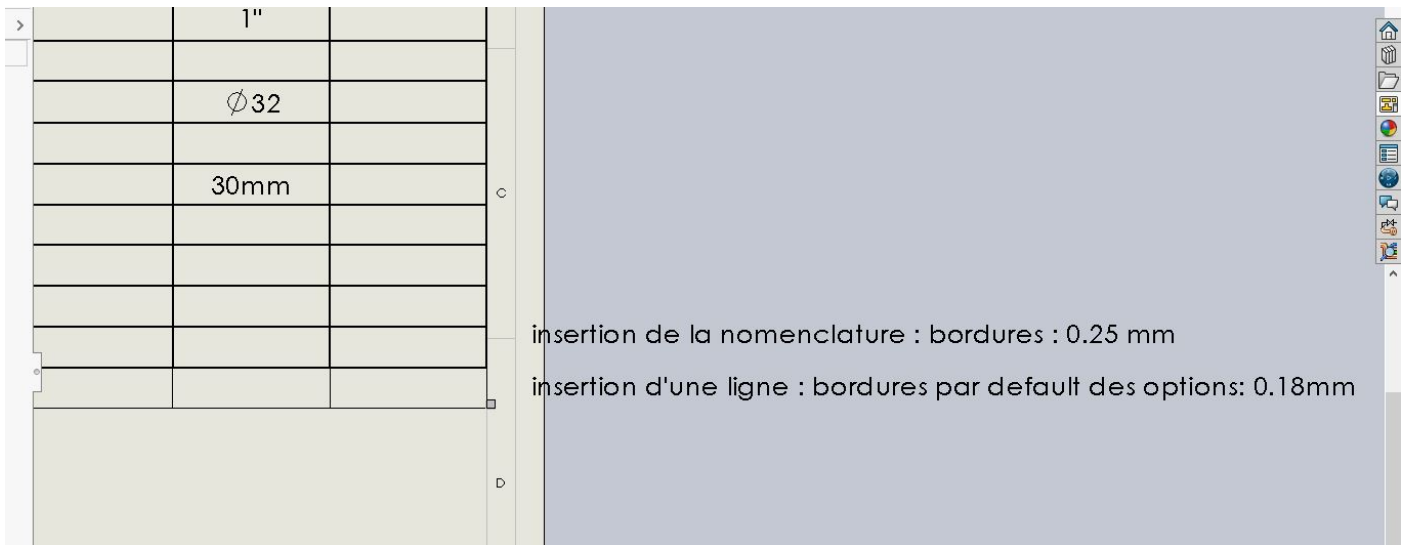 1"
Ø32
30mm
C
insertion de la nomenclature : bordures : 0.25 mm
insertion d'une ligne : bordures par default des options: 0.18mm
D